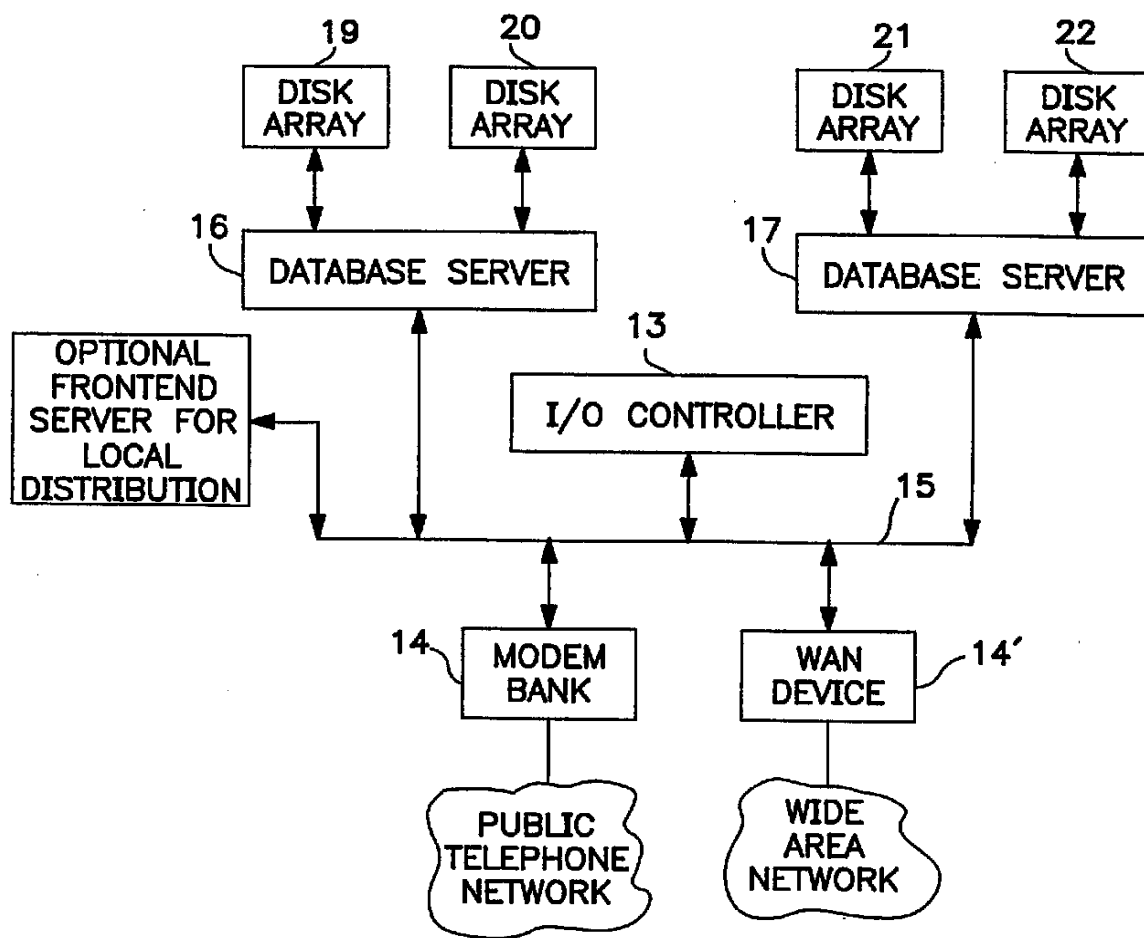 19
20
21
22
DISK
ARRAY
DISK
ARRAY
DISK
ARRAY
DISK
ARRAY
16
DATABASE SERVER
17
DATABASE SERVER
OPTIONAL
FRONTEND
SERVER FOR
LOCAL
DISTRIBUTION
13
I/O CONTROLLER
15
14
MODEM
BANK
WAN
DEVICE
14′
PUBLIC
TELEPHONE
NETWORK
WIDE
AREA
NETWORK